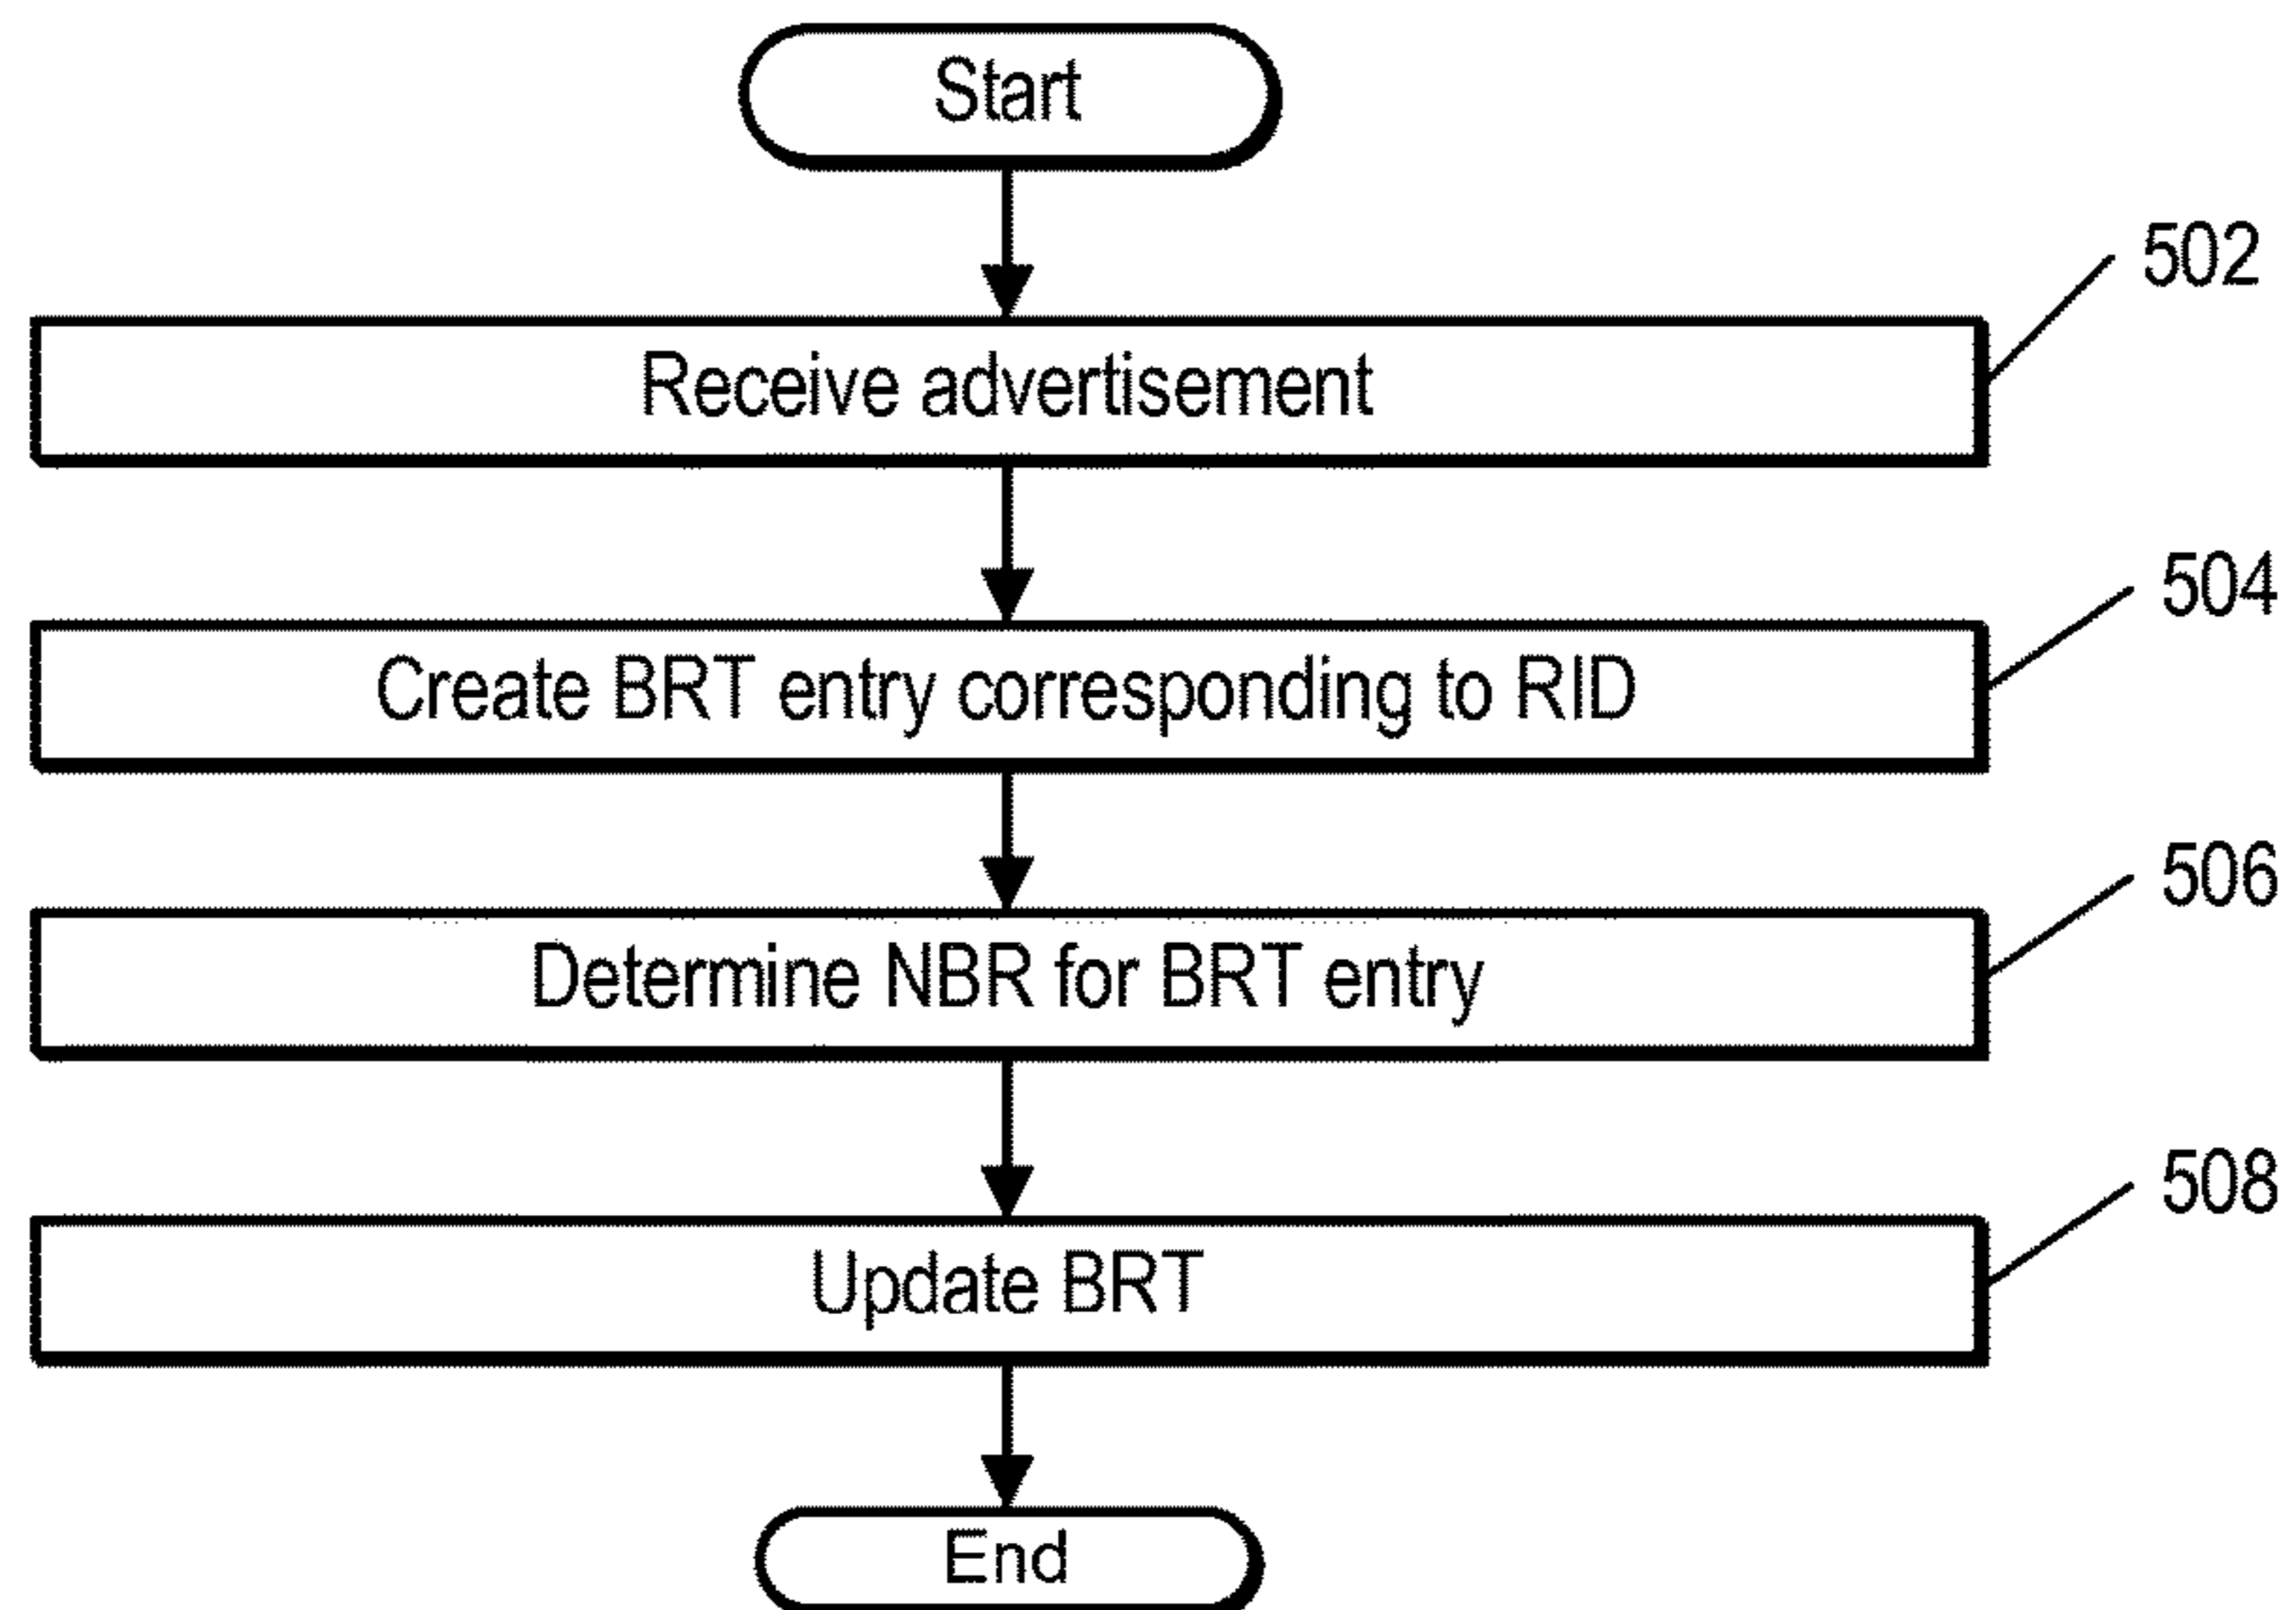 Start
502
Receive advertisement
504
Create BRT entry corresponding to RID
506
Determine NBR for BRT entry
508
Update BRT
End